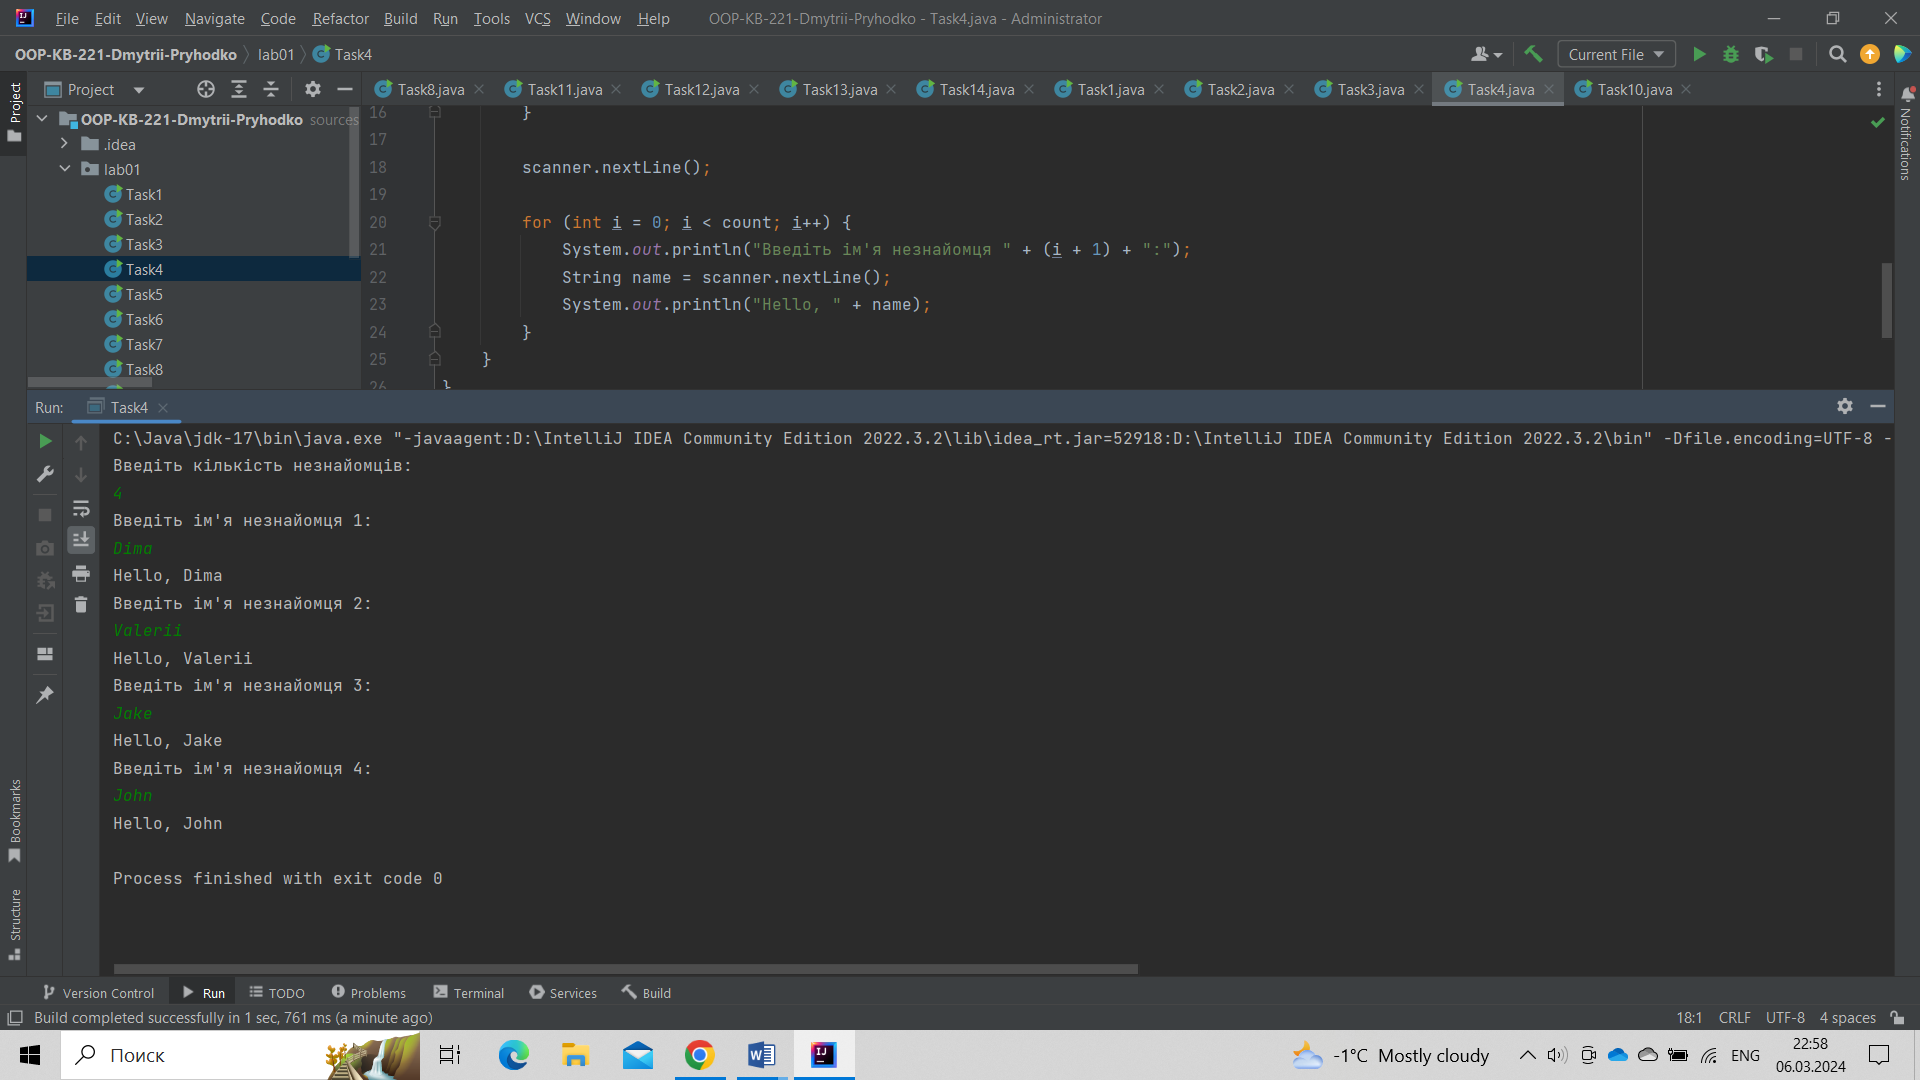 File Edit View Navigate Code Refactor Build Run Tools VCS Window Help OOP-KB-221-Dmytrii-Pryhodko - Task4.java - Administrator
OOP-KB-221-Dmytrii-Pryhodko lab01 Task4 Current File
Project
Project Task8.java Task11.java Task12.java Task13.java Task14.java Task1.java Task2.java Task3.java Task4.java Task10.java
Notifications
OOP-KB-221-Dmytrii-Pryhodko sources
.idea
lab01
Task1
Task2
Task3
Task4
Task5
Task6
Task7
Task8
16 }
17
18 scanner.nextLine();
19
20 for (int i = 0; i < count; i++) {
21 System.out.println("Введіть ім'я незнайомця " + (i + 1) + ":");
22 String name = scanner.nextLine();
23 System.out.println("Hello, " + name);
24 }
25 }
26 }
Run: Task4
C:\Java\jdk-17\bin\java.exe "-javaagent:D:\IntelliJ IDEA Community Edition 2022.3.2\lib\idea_rt.jar=52918:D:\IntelliJ IDEA Community Edition 2022.3.2\bin" -Dfile.encoding=UTF-8 -
Введіть кількість незнайомців:
4
Введіть ім'я незнайомця 1:
Dima
Hello, Dima
Введіть ім'я незнайомця 2:
Valerii
Hello, Valerii
Введіть ім'я незнайомця 3:
Jake
Hello, Jake
Введіть ім'я незнайомця 4:
John
Hello, John
Process finished with exit code 0
Bookmarks
Structure
Version Control Run TODO Problems Terminal Services Build
Build completed successfully in 1 sec, 761 ms (a minute ago) 18:1 CRLF UTF-8 4 spaces
Поиск -1°C Mostly cloudy ENG 22:58
06.03.2024